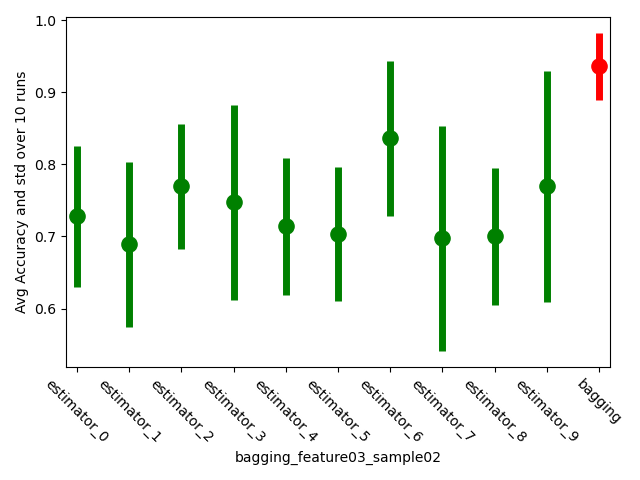 Avg Accuracy and std over 10 runs
1.0
0.9
0.8
0.7
0.6
estimator_0
estimator_1
estimator_2
estimator_3
estimator_4
estimator_5
estimator_6
estimator_7
estimator_8
estimator_9
bagging
bagging_feature03_sample02